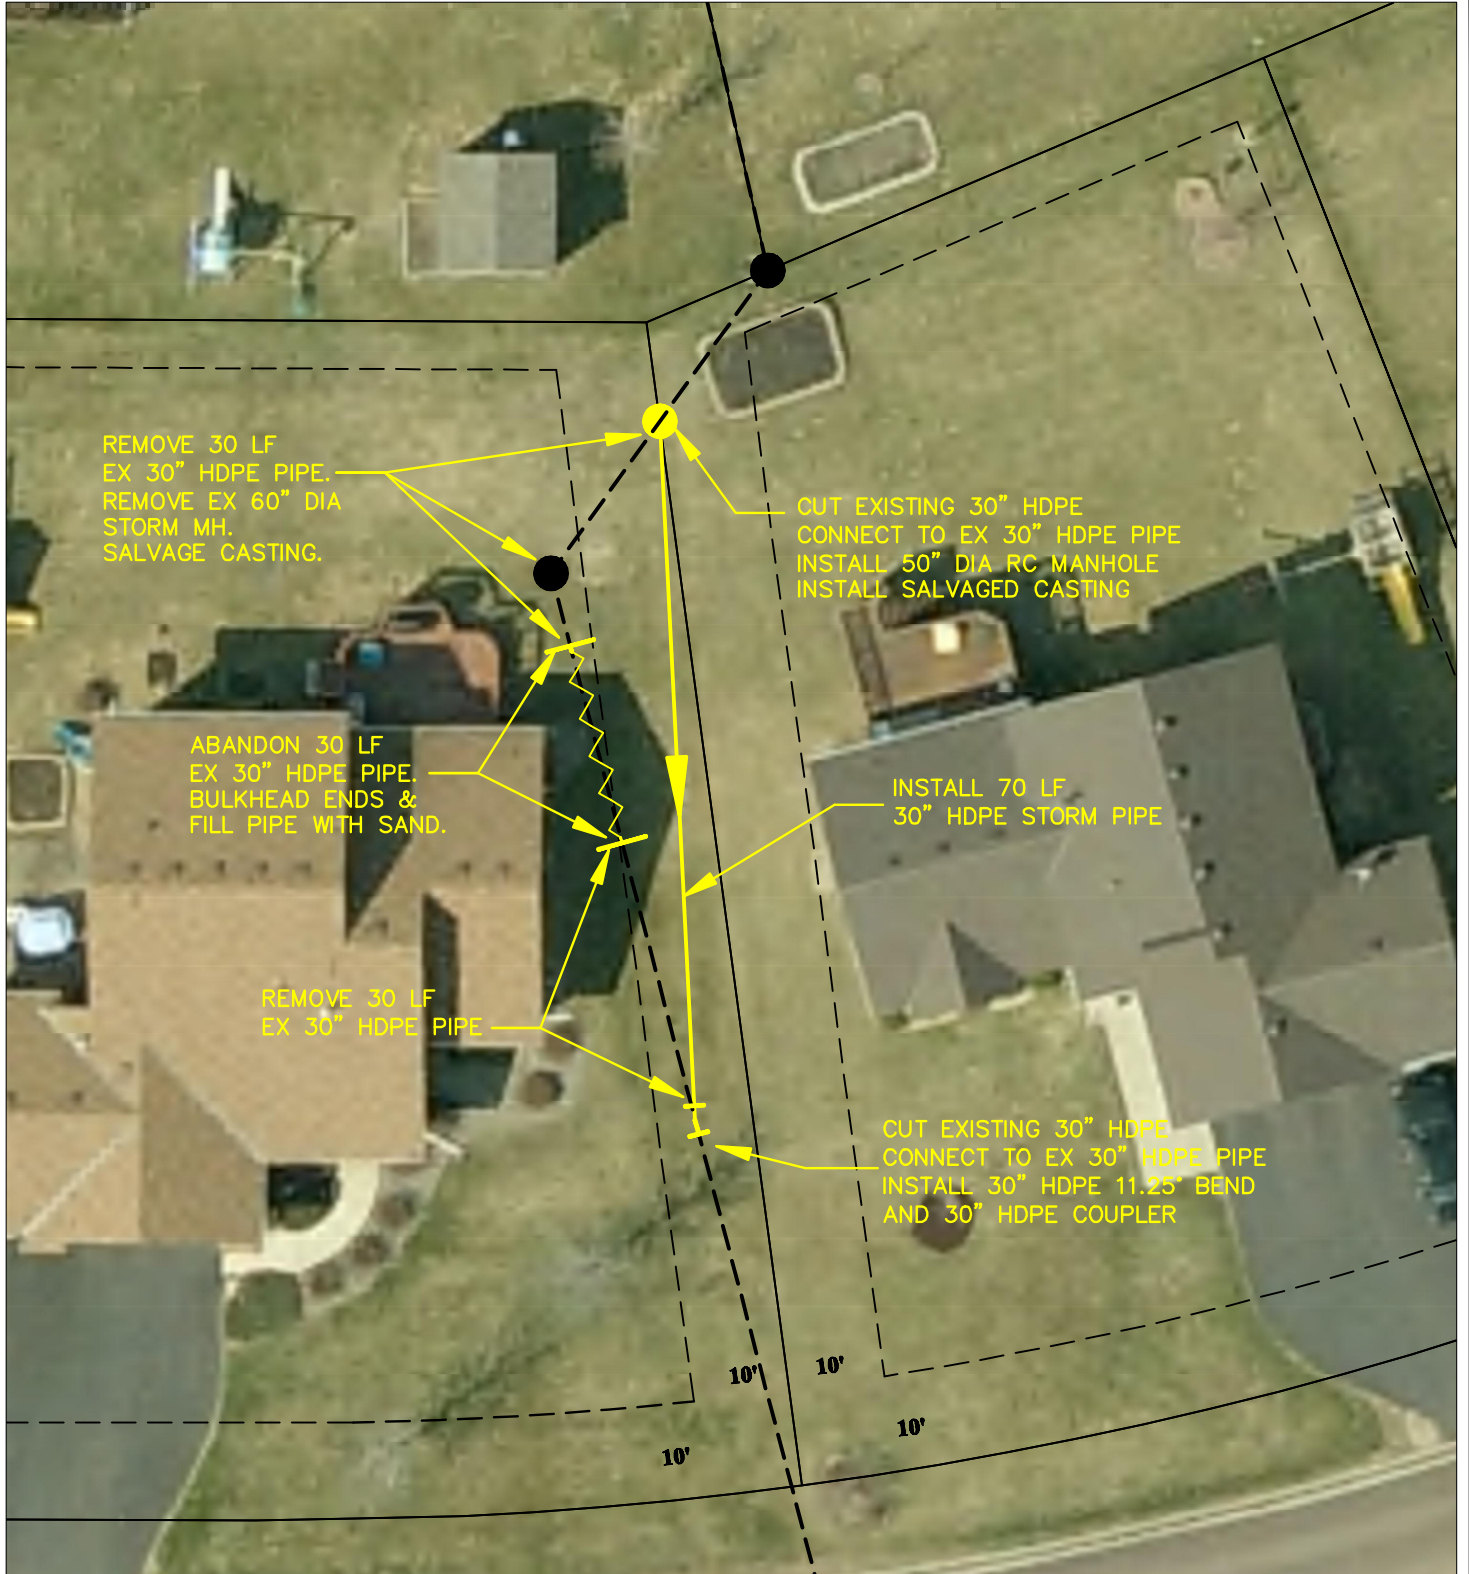 REMOVE 30 LF
EX 30" HDPE PIPE.
REMOVE EX 60" DIA
STORM MH.
SALVAGE CASTING.
CUT EXISTING 30" HDPE
CONNECT TO EX 30" HDPE PIPE
INSTALL 50" DIA RC MANHOLE
INSTALL SALVAGED CASTING
ABANDON 30 LF
EX 30" HDPE PIPE.
BULKHEAD ENDS &
FILL PIPE WITH SAND.
INSTALL 70 LF
30" HDPE STORM PIPE
REMOVE 30 LF
EX 30" HDPE PIPE
CUT EXISTING 30" HDPE
CONNECT TO EX 30" HDPE PIPE
INSTALL 30" HDPE 11.25° BEND
AND 30" HDPE COUPLER
10'
10'
10'
10'